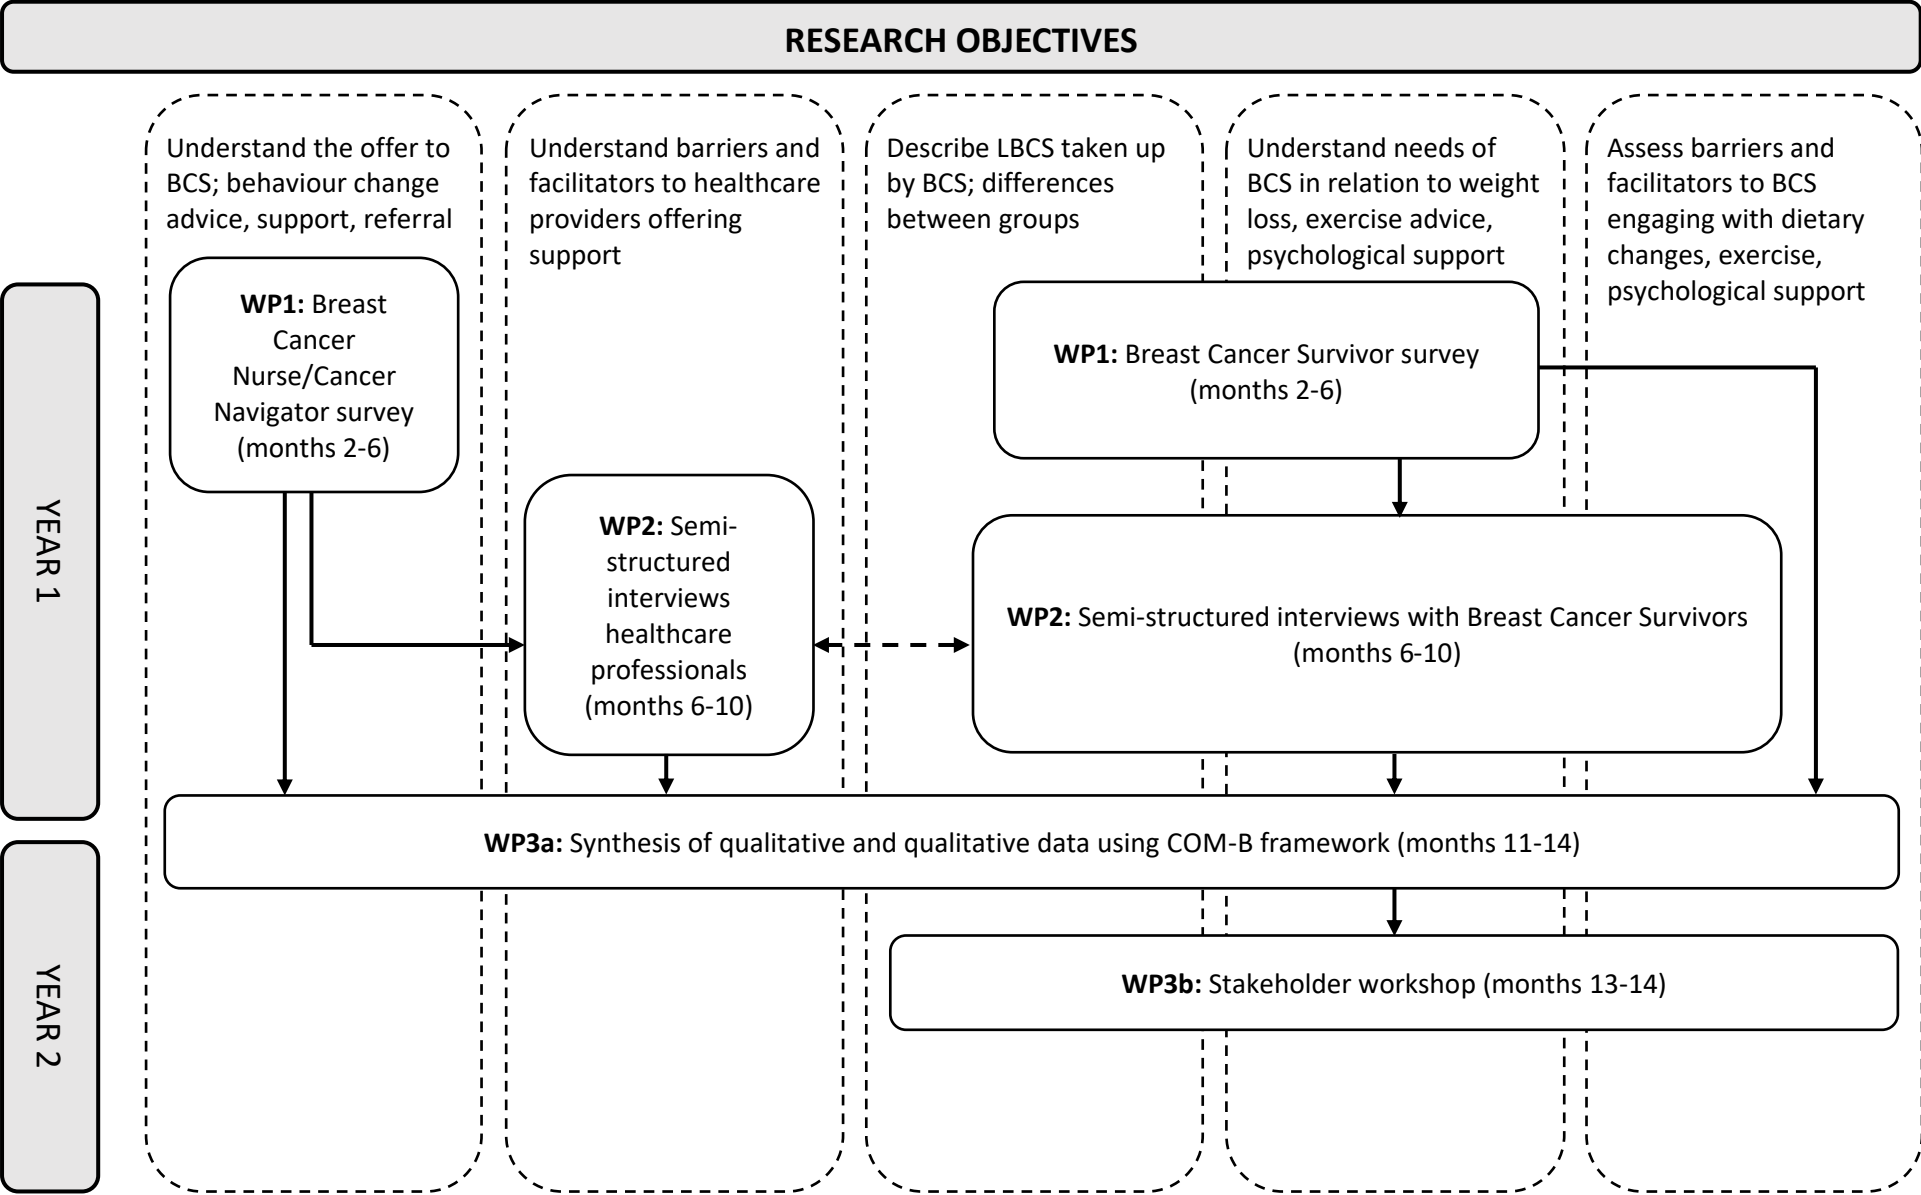 RESEARCH OBJECTIVES
Understand the offer to
BCS; behaviour change
advice, support, referral
Understand barriers and
facilitators to healthcare
providers offering
support
Describe LBCS taken up
by BCS; differences
between groups
Understand needs of
BCS in relation to weight
loss, exercise advice,
psychological support
Assess barriers and
facilitators to BCS
engaging with dietary
changes, exercise,
psychological support
YEAR 1
WP1: Breast
Cancer
Nurse/Cancer
Navigator survey
(months 2-6)
WP1: Breast Cancer Survivor survey
(months 2-6)
WP2: Semi-
structured
interviews
healthcare
professionals
(months 6-10)
WP2: Semi-structured interviews with Breast Cancer Survivors
(months 6-10)
WP3a: Synthesis of qualitative and qualitative data using COM-B framework (months 11-14)
YEAR 2
WP3b: Stakeholder workshop (months 13-14)